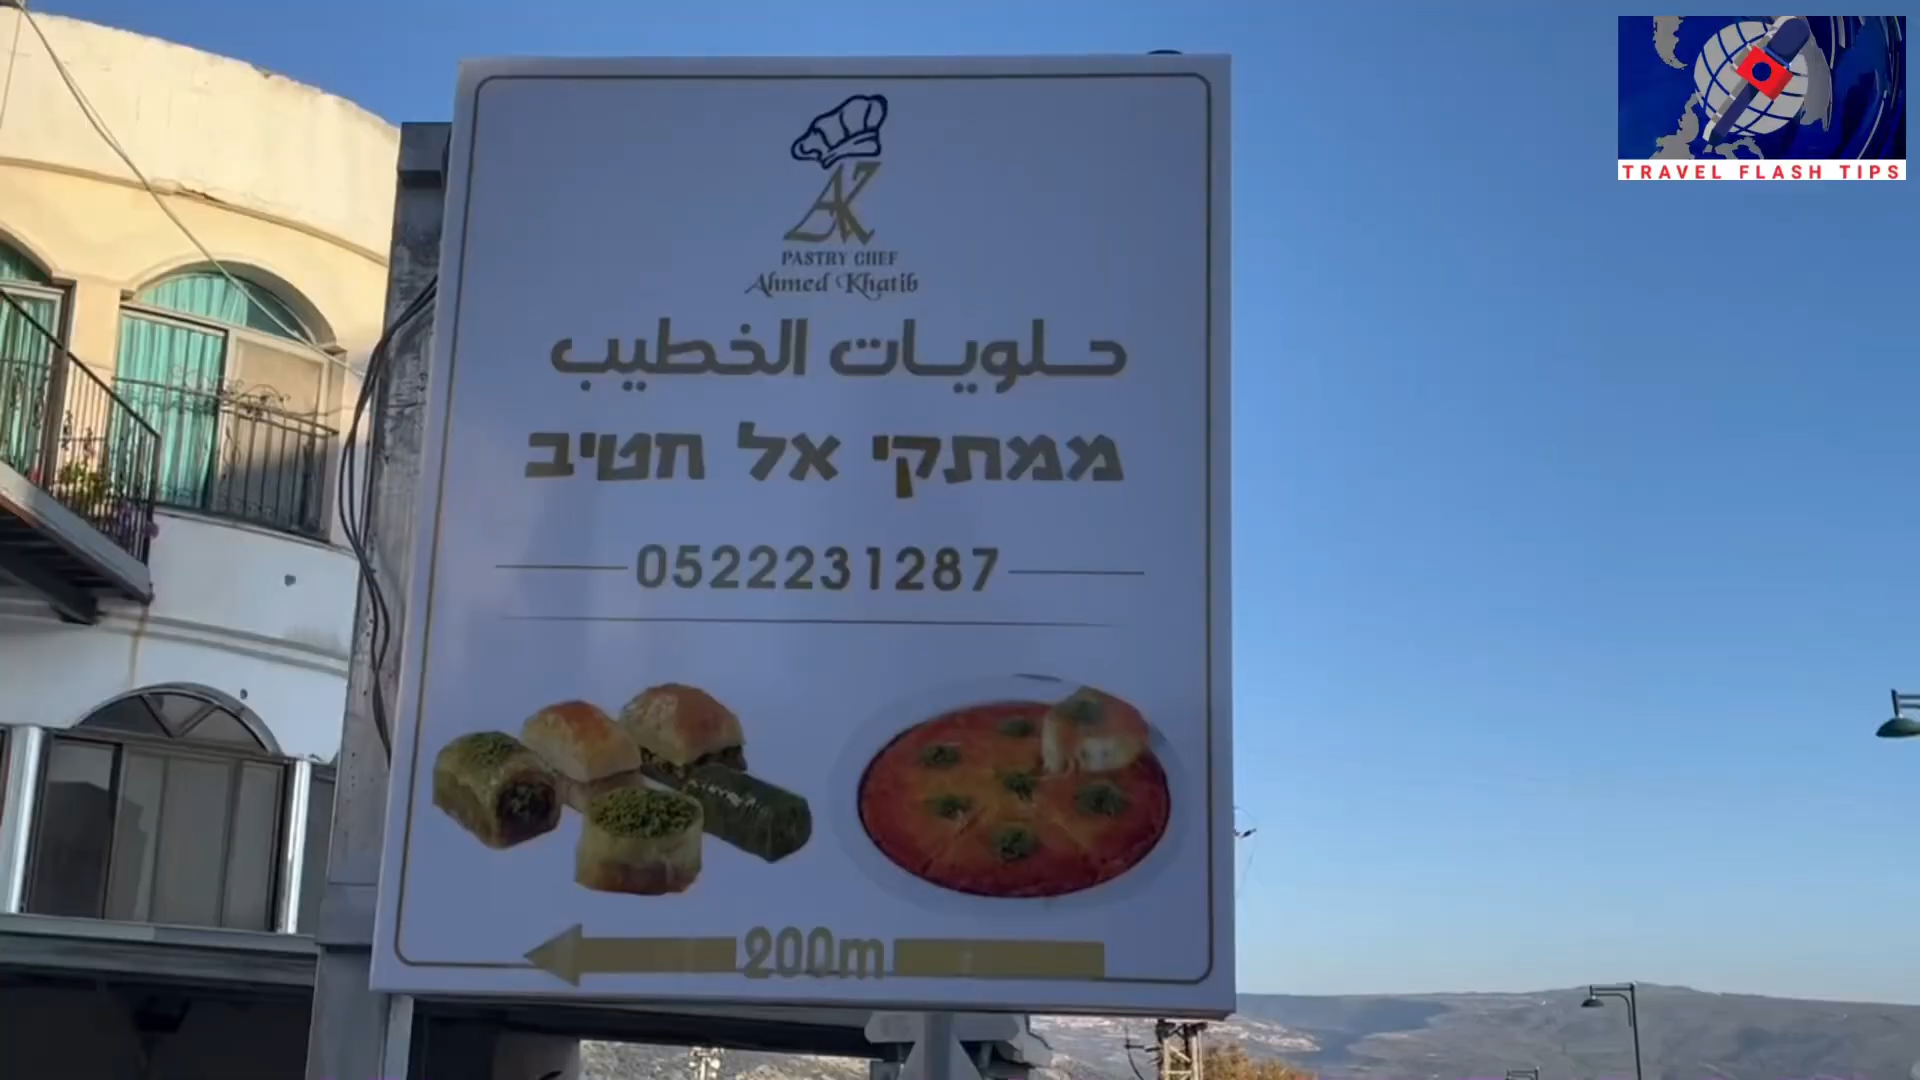 TRAVEL FLASH TIPS
AK
PASTRY CHEF
Ahmed Khatib
حلويات الخطيب
ממתקי אל חטיב
0522231287
200m